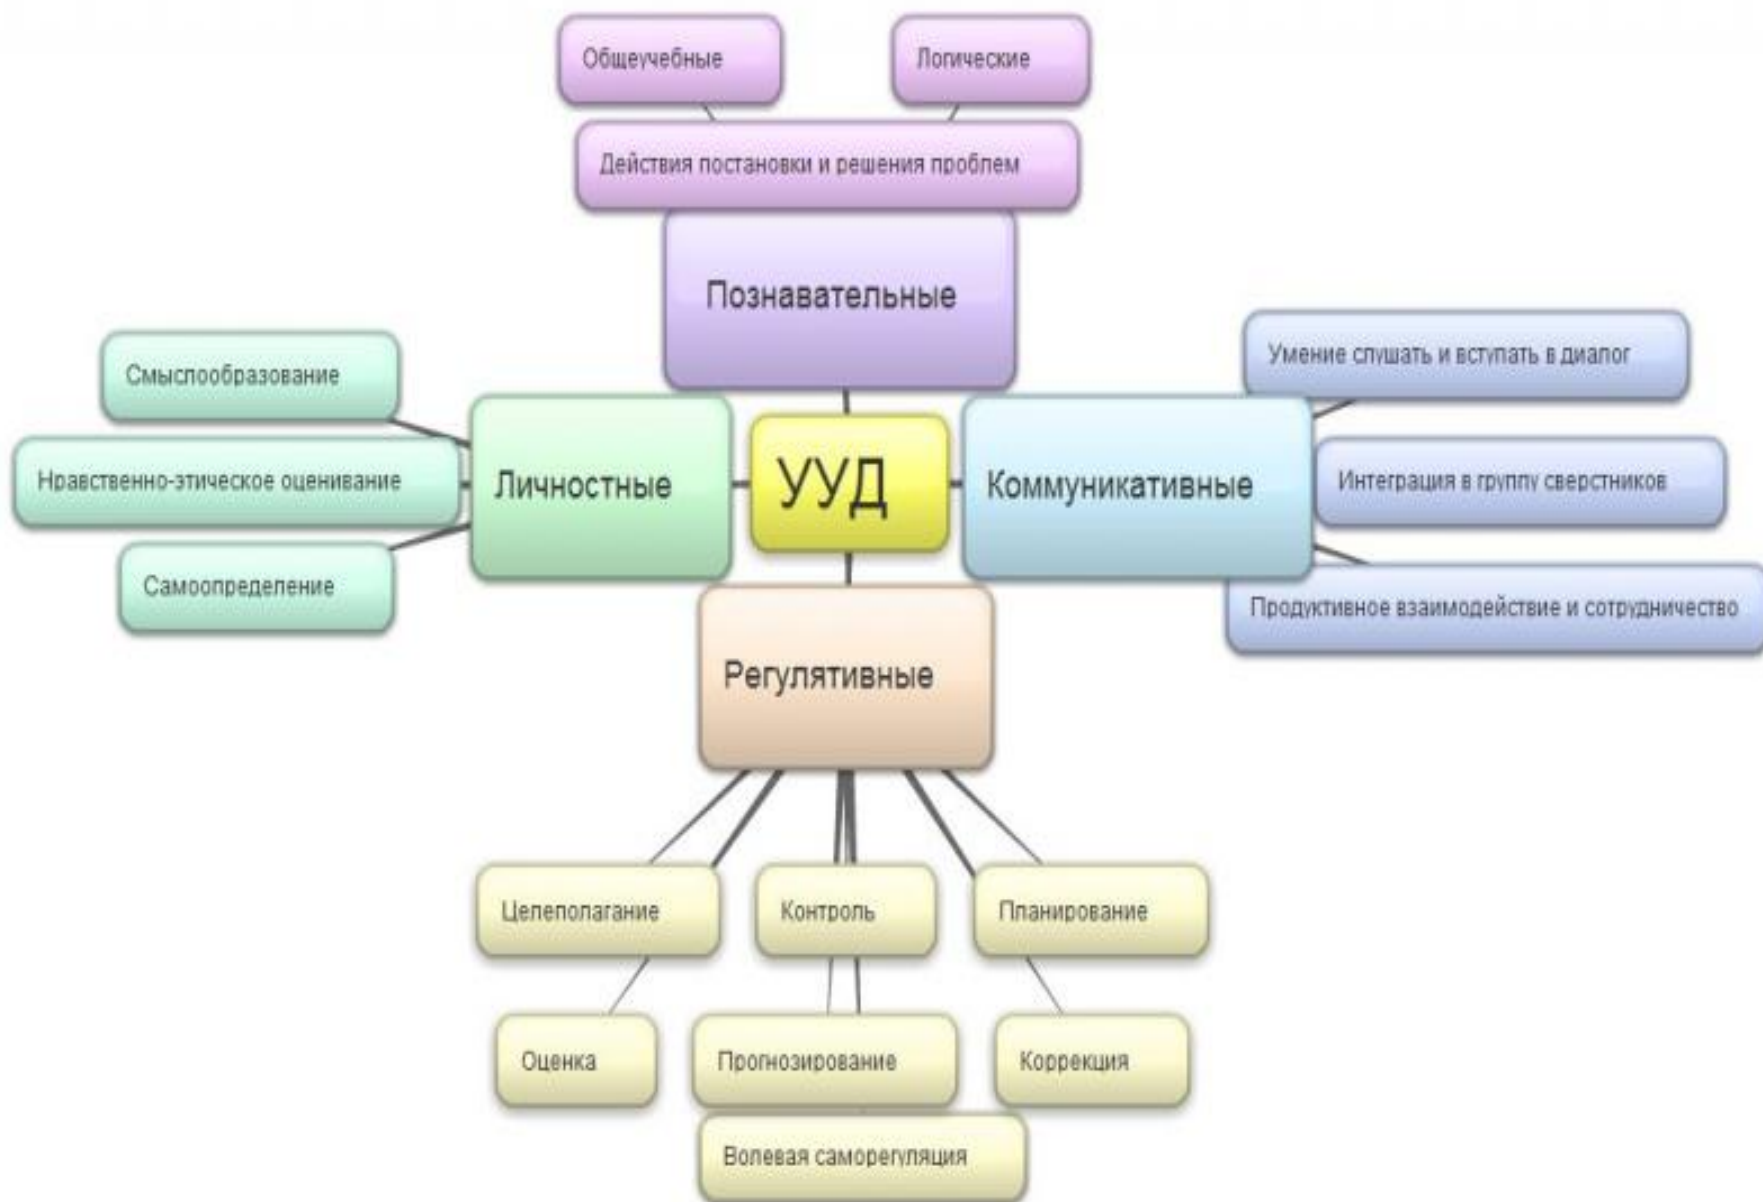 Общеучебные
Логические
Действия постановки и решения проблем
Познавательные
Смыслообразование
Нравственно-этическое оценивание
Самоопределение
Личностные
УУД
Коммуникативные
Умение слушать и вступать в диалог
Интеграция в группу сверстников
Продуктивное взаимодействие и сотрудничество
Регулятивные
Целеполагание
Контроль
Планирование
Оценка
Прогнозирование
Коррекция
Волевая саморегуляция